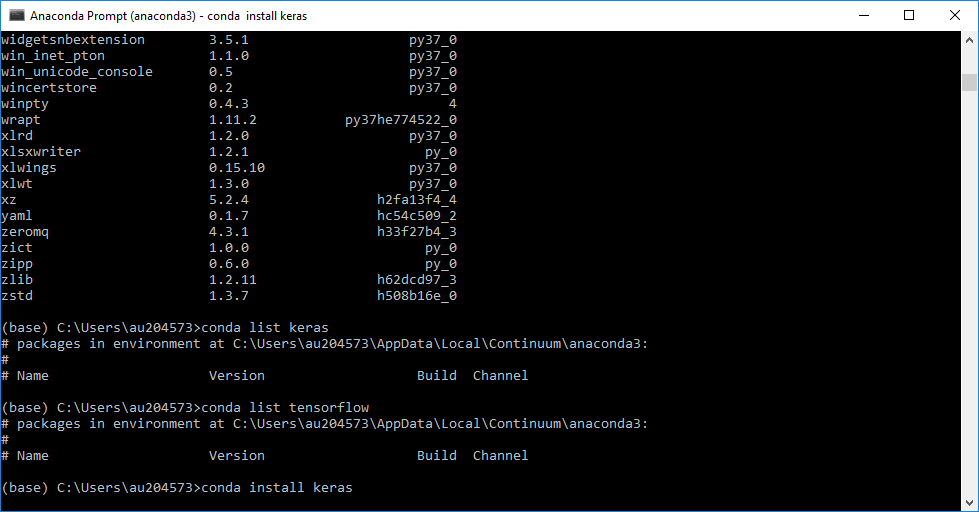 Anaconda Prompt (anaconda3) - conda  install keras
widgetsnbextension        3.5.1                    py37_0
win_inet_pton             1.1.0                    py37_0
win_unicode_console       0.5                      py37_0
wincertstore              0.2                      py37_0
winpty                    0.4.3                         4
wrapt                     1.11.2           py37he774522_0
xlrd                      1.2.0                    py37_0
xlsxwriter                1.2.1                      py_0
xlwings                   0.15.10                  py37_0
xlwt                      1.3.0                    py37_0
xz                        5.2.4                h2fa13f4_4
yaml                      0.1.7                hc54c509_2
zeromq                    4.3.1                h33f27b4_3
zict                      1.0.0                      py_0
zipp                      0.6.0                      py_0
zlib                      1.2.11               h62dcd97_3
zstd                      1.3.7                h508b16e_0
(base) C:\Users\au204573>conda list keras
# packages in environment at C:\Users\au204573\AppData\Local\Continuum\anaconda3:
#
# Name                    Version                   Build  Channel
(base) C:\Users\au204573>conda list tensorflow
# packages in environment at C:\Users\au204573\AppData\Local\Continuum\anaconda3:
#
# Name                    Version                   Build  Channel
(base) C:\Users\au204573>conda install keras